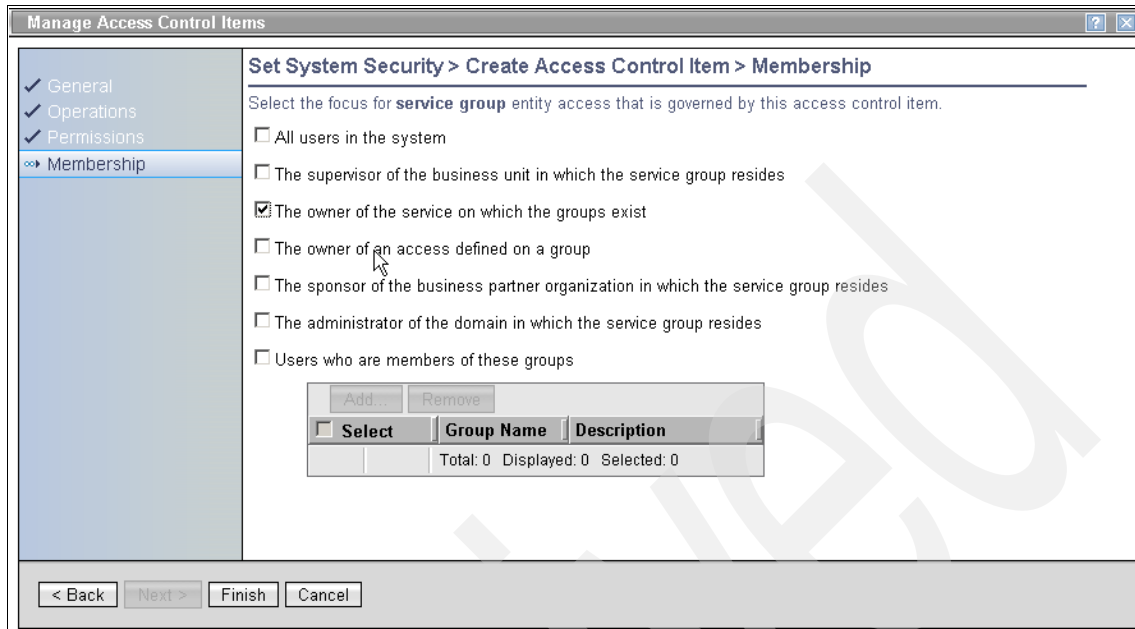 Manage Access Control Items
General
Operations
Permissions
Membership
Set System Security > Create Access Control Item > Membership
Select the focus for service group entity access that is governed by this access control item.
All users in the system
The supervisor of the business unit in which the service group resides
The owner of the service on which the groups exist
The owner of an access defined on a group
The sponsor of the business partner organization in which the service group resides
The administrator of the domain in which the service group resides
Users who are members of these groups
Add... Remove
Select Group Name Description
Total: 0 Displayed: 0 Selected: 0
< Back Next > Finish Cancel